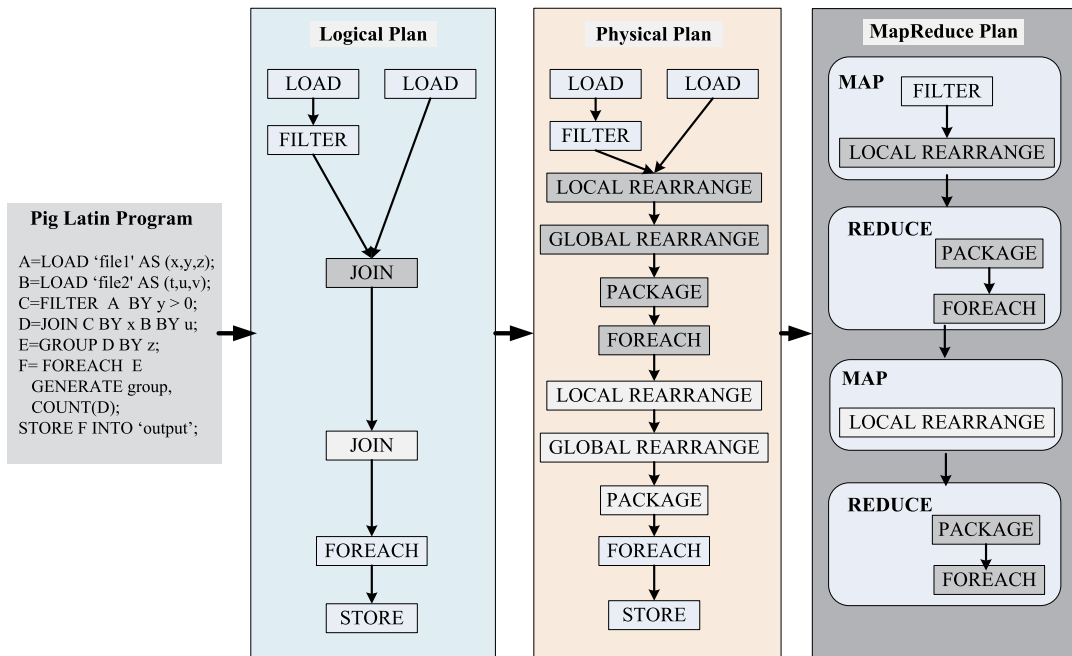 Pig Latin Program
A=LOAD ‘file1' AS (x,y,z);
B=LOAD ‘file2' AS (t,u,v);
C=FILTER A BY y > 0;
D=JOIN C BY x B BY u;
E=GROUP D BY z;
F= FOREACH E
GENERATE group,
COUNT(D);
STORE F INTO ‘output’;
Logical Plan
LOAD LOAD
FILTER
JOIN
JOIN
FOREACH
STORE
Physical Plan
LOAD LOAD
FILTER
LOCAL REARRANGE
GLOBAL REARRANGE
PACKAGE
FOREACH
LOCAL REARRANGE
GLOBAL REARRANGE
PACKAGE
FOREACH
STORE
MapReduce Plan
MAP
FILTER
LOCAL REARRANGE
REDUCE
PACKAGE
FOREACH
MAP
LOCAL REARRANGE
REDUCE
PACKAGE
FOREACH